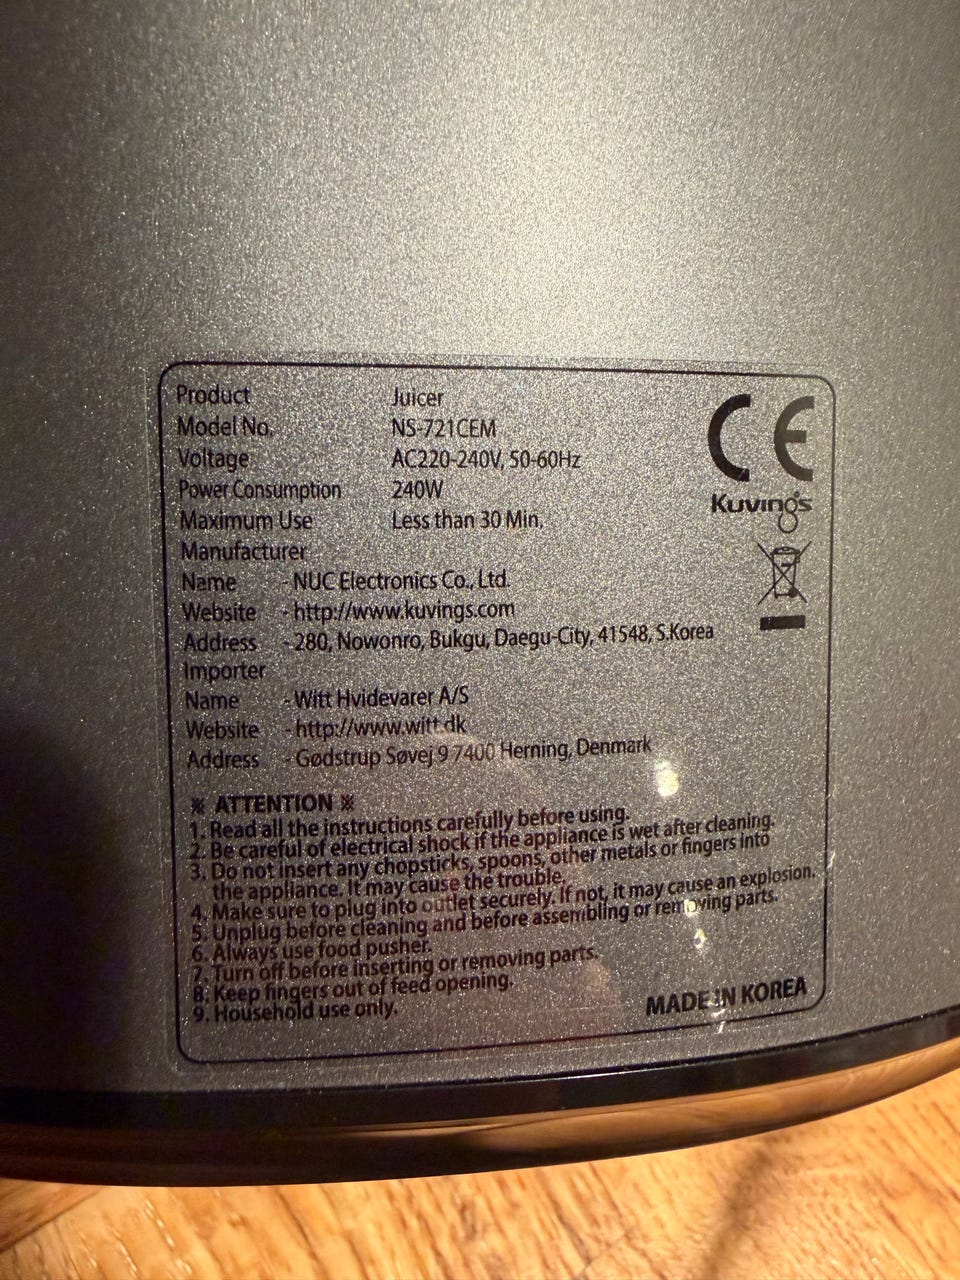 Product Juicer
Model No. NS-721CEM
Voltage AC220-240V, 50-60Hz
Power Consumption 240W
Maximum Use Less than 30 Min.
Manufacturer
Name - NUC Electronics Co., Ltd.
Website - http://www.kuvings.com
Address - 280, Nowonro, Bukgu, Daegu-City, 41548, S.Korea
Importer
Name - Witt Hvidevarer A/S
Website - http://www.witt.dk
Address - Gødstrup Søvej 9 7400 Herning, Denmark
CE
Kuvings
※ ATTENTION ※
1. Read all the instructions carefully before using.
2. Be careful of electrical shock if the appliance is wet after cleaning.
3. Do not insert any chopsticks, spoons, other metals or fingers into
the appliance. It may cause the trouble.
4. Make sure to plug into outlet securely. If not, it may cause an explosion.
5. Unplug before cleaning and before assembling or removing parts.
6. Always use food pusher.
7. Turn off before inserting or removing parts.
8. Keep fingers out of feed opening.
9. Household use only.
MADE IN KOREA